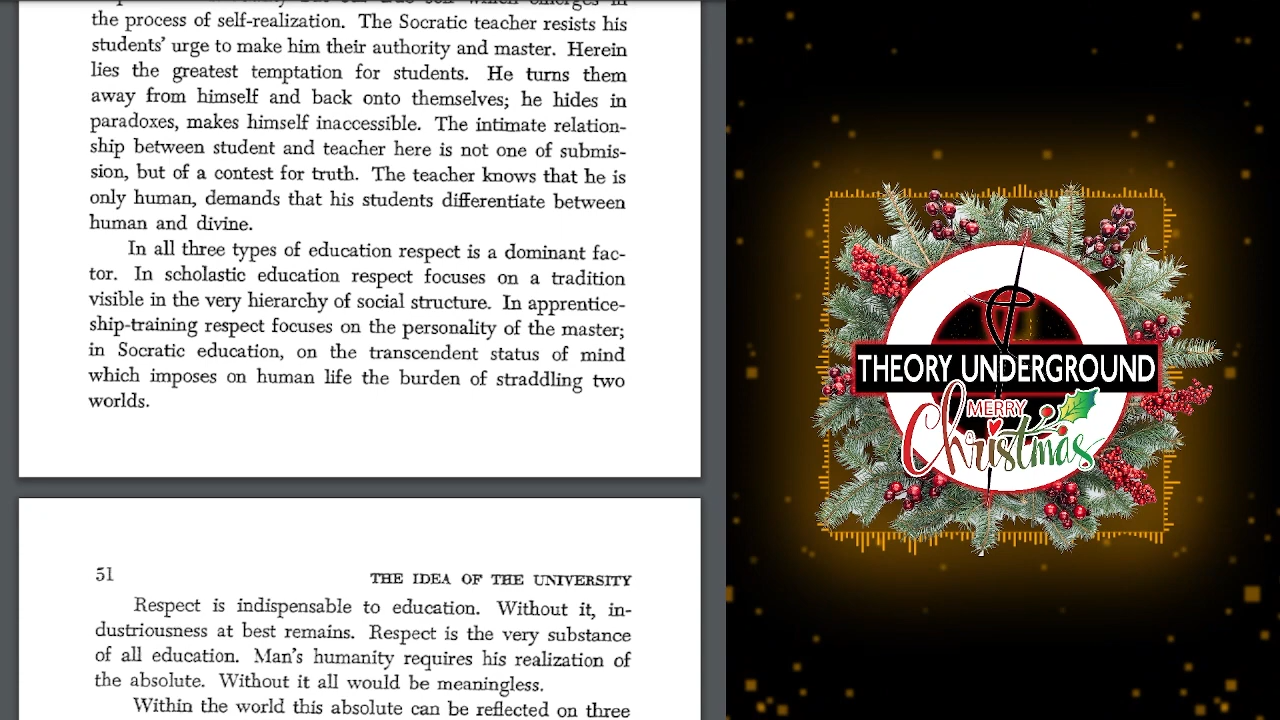 the process of self-realization. The Socratic teacher resists his
students' urge to make him their authority and master. Herein
lies the greatest temptation for students. He turns them
away from himself and back onto themselves; he hides in
paradoxes, makes himself inaccessible. The intimate relation-
ship between student and teacher here is not one of submis-
sion, but of a contest for truth. The teacher knows that he is
only human, demands that his students differentiate between
human and divine.
In all three types of education respect is a dominant fac-
tor. In scholastic education respect focuses on a tradition
visible in the very hierarchy of social structure. In apprentice-
ship-training respect focuses on the personality of the master;
in Socratic education, on the transcendent status of mind
which imposes on human life the burden of straddling two
worlds.
51 THE IDEA OF THE UNIVERSITY
Respect is indispensable to education. Without it, in-
dustriousness at best remains. Respect is the very substance
of all education. Man's humanity requires his realization of
the absolute. Without it all would be meaningless.
Within the world this absolute can be reflected on three
THEORY UNDERGROUND
MERRY
Christmas